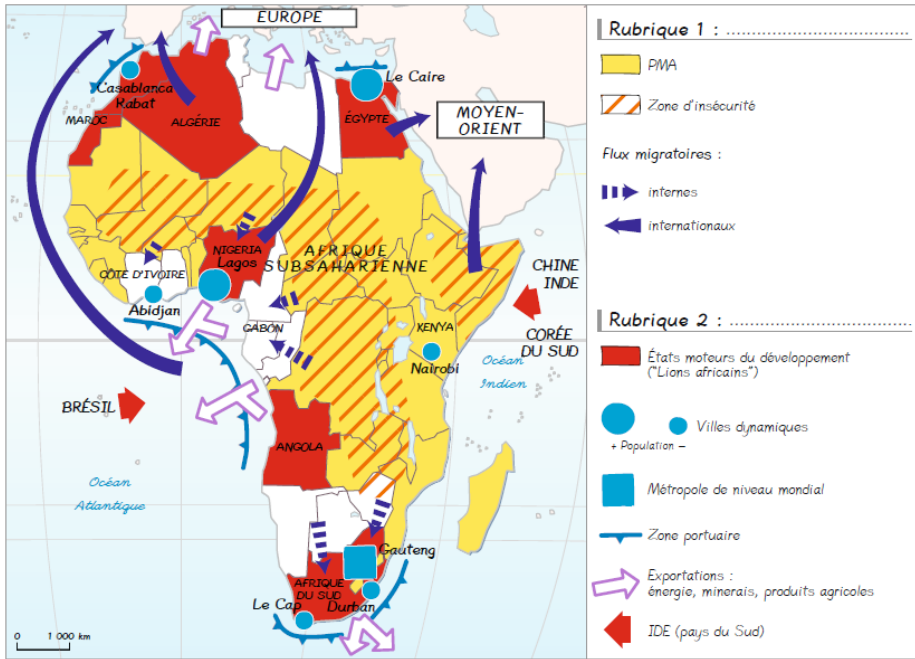 EUROPE
Casablanca
Rabat
MAROC
ALGÉRIE
Le Caire
ÉGYPTE
MOYEN-
ORIENT
NIGERIA
Lagos
AFRIQUE
SUBSAHARIENNE
CÔTE D'IVOIRE
Abidjan
GABON
KENYA
Nairobi
CHINE
INDE
CORÉE
DU SUD
Océan
Indien
BRÉSIL
ANGOLA
Océan
Atlantique
Gauteng
AFRIQUE
DU SUD
Le Cap
Durban
0 1 000 km
Rubrique 1 : ....................................
PMA
Zone d'insécurité
Flux migratoires :
internes
internationaux
Rubrique 2 : ....................................
États moteurs du développement
("Lions africains")
Villes dynamiques
+ Population –
Métropole de niveau mondial
Zone portuaire
Exportations :
énergie, minerais, produits agricoles
IDE (pays du Sud)